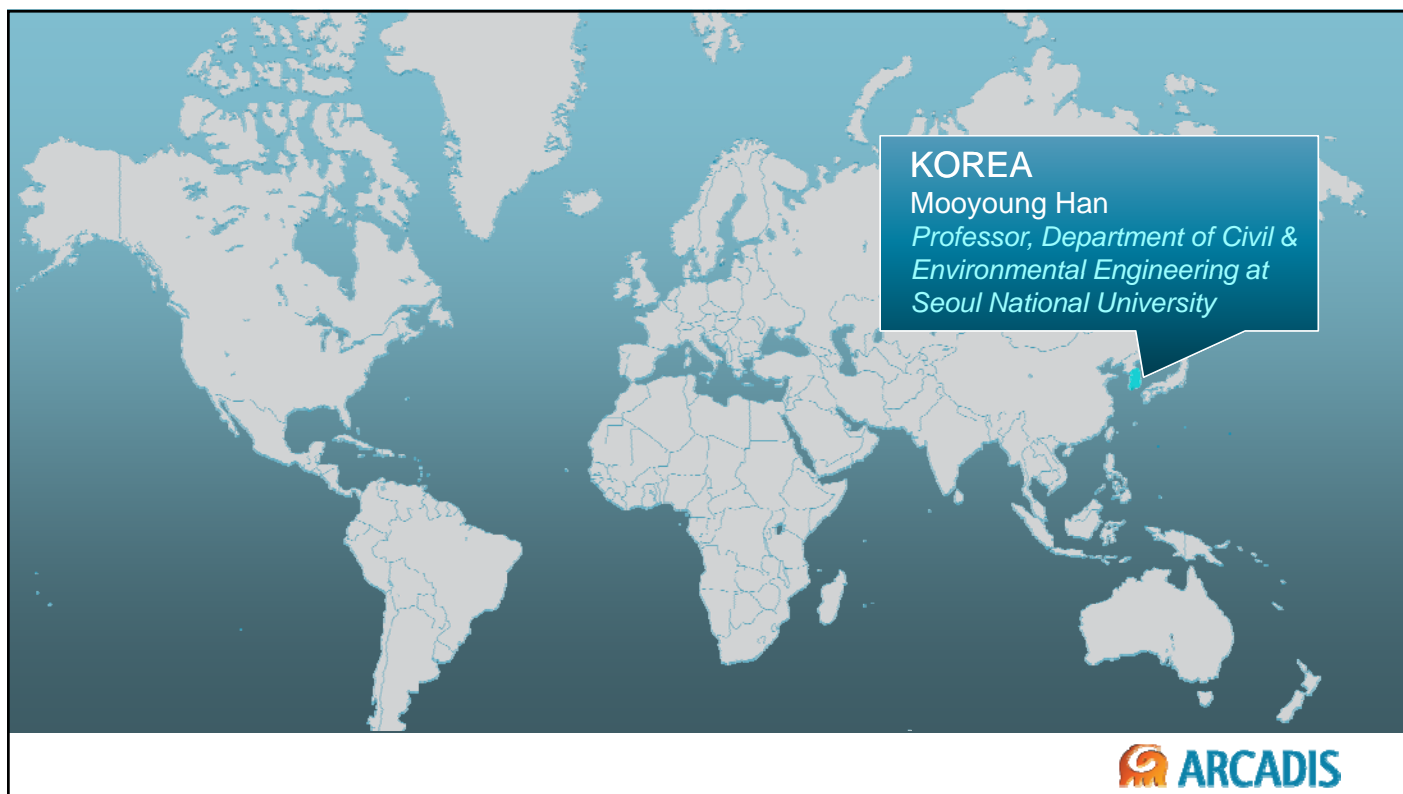 KOREA
Mooyoung Han
Professor, Department of Civil &
Environmental Engineering at
Seoul National University
ARCADIS